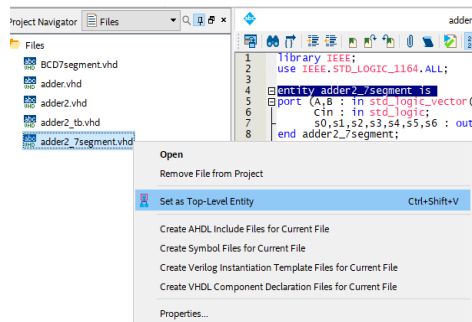 Project Navigator Files
Files
BCD7segment.vhd
adder.vhd
adder2.vhd
adder2_tb.vhd
adder2_7segment.vhd
adder
1 library IEEE;
2 use IEEE.STD_LOGIC_1164.ALL;
3
4 entity adder2_7segment is
5 port (A,B : in std_logic_vector(
6 Cin : in std_logic;
7 s0,s1,s2,s3,s4,s5,s6 : out
8 end adder2_7segment;
Open
Remove File from Project
Set as Top-Level Entity Ctrl+Shift+V
Create AHDL Include Files for Current File
Create Symbol Files for Current File
Create Verilog Instantiation Template Files for Current File
Create VHDL Component Declaration Files for Current File
Properties...